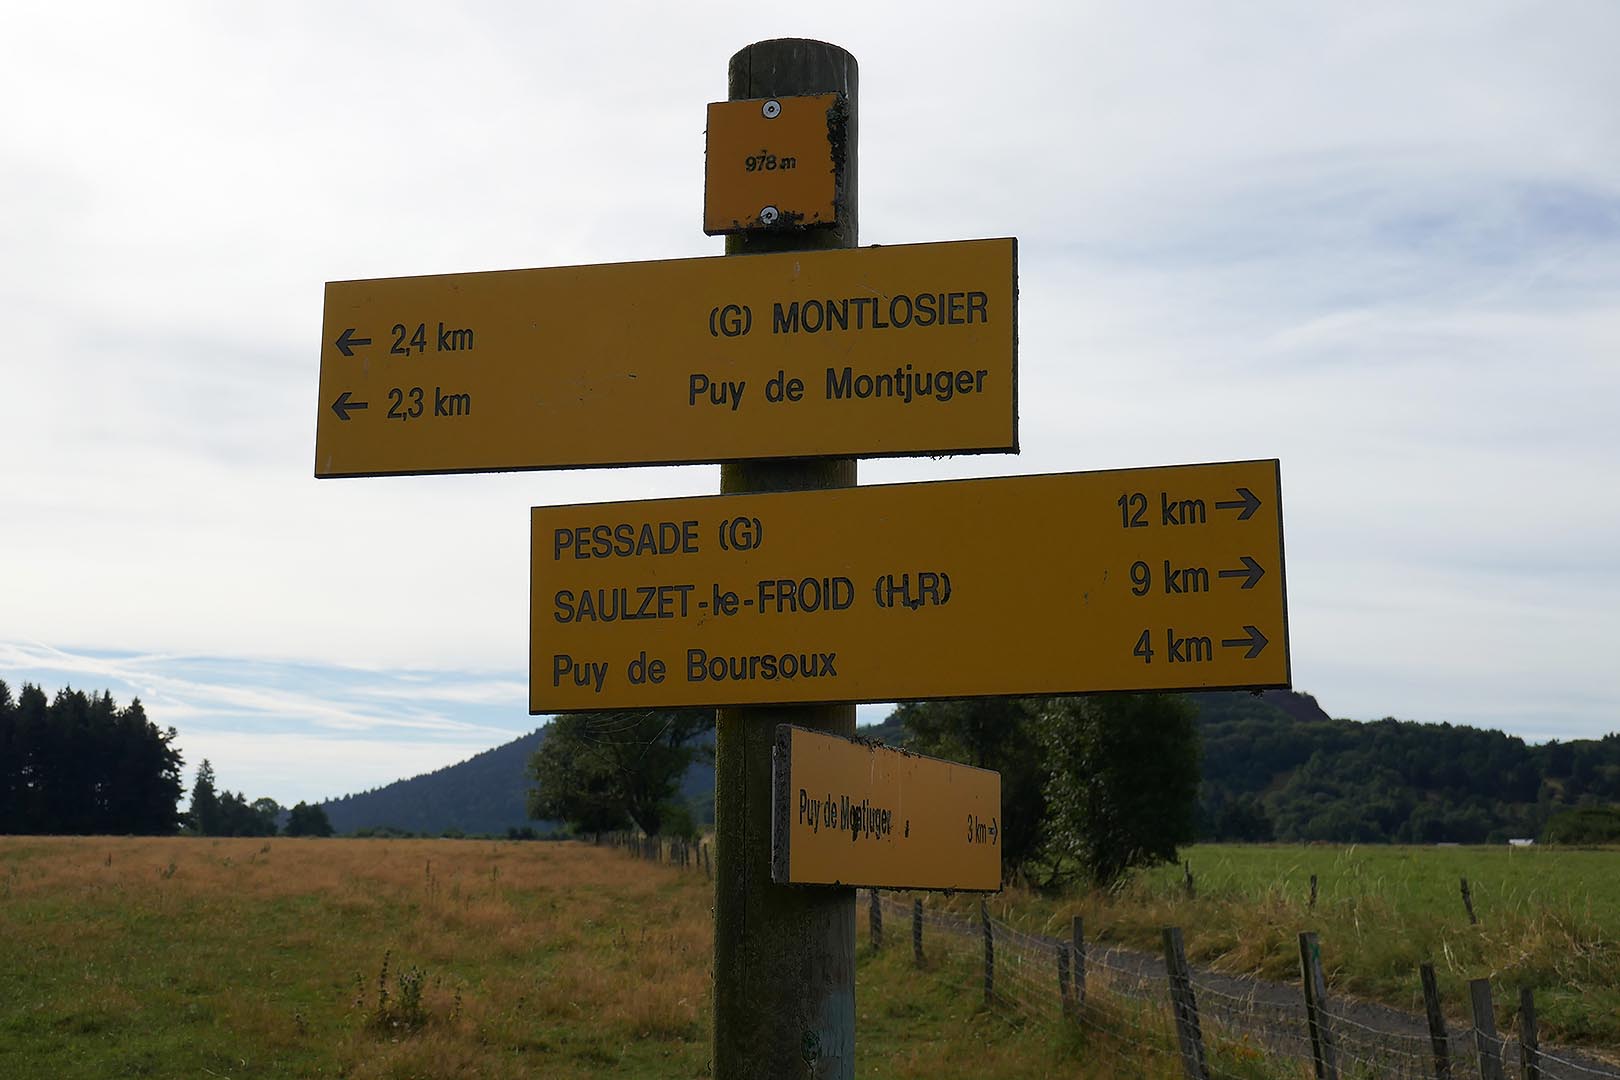 978 m
← 2,4 km (G) MONTLOSIER
← 2,3 km Puy de Montjuger
PESSADE (G) 12 km →
SAULZET-le-FROID (H,R) 9 km →
Puy de Boursoux 4 km →
Puy de Montjuger 3 km →